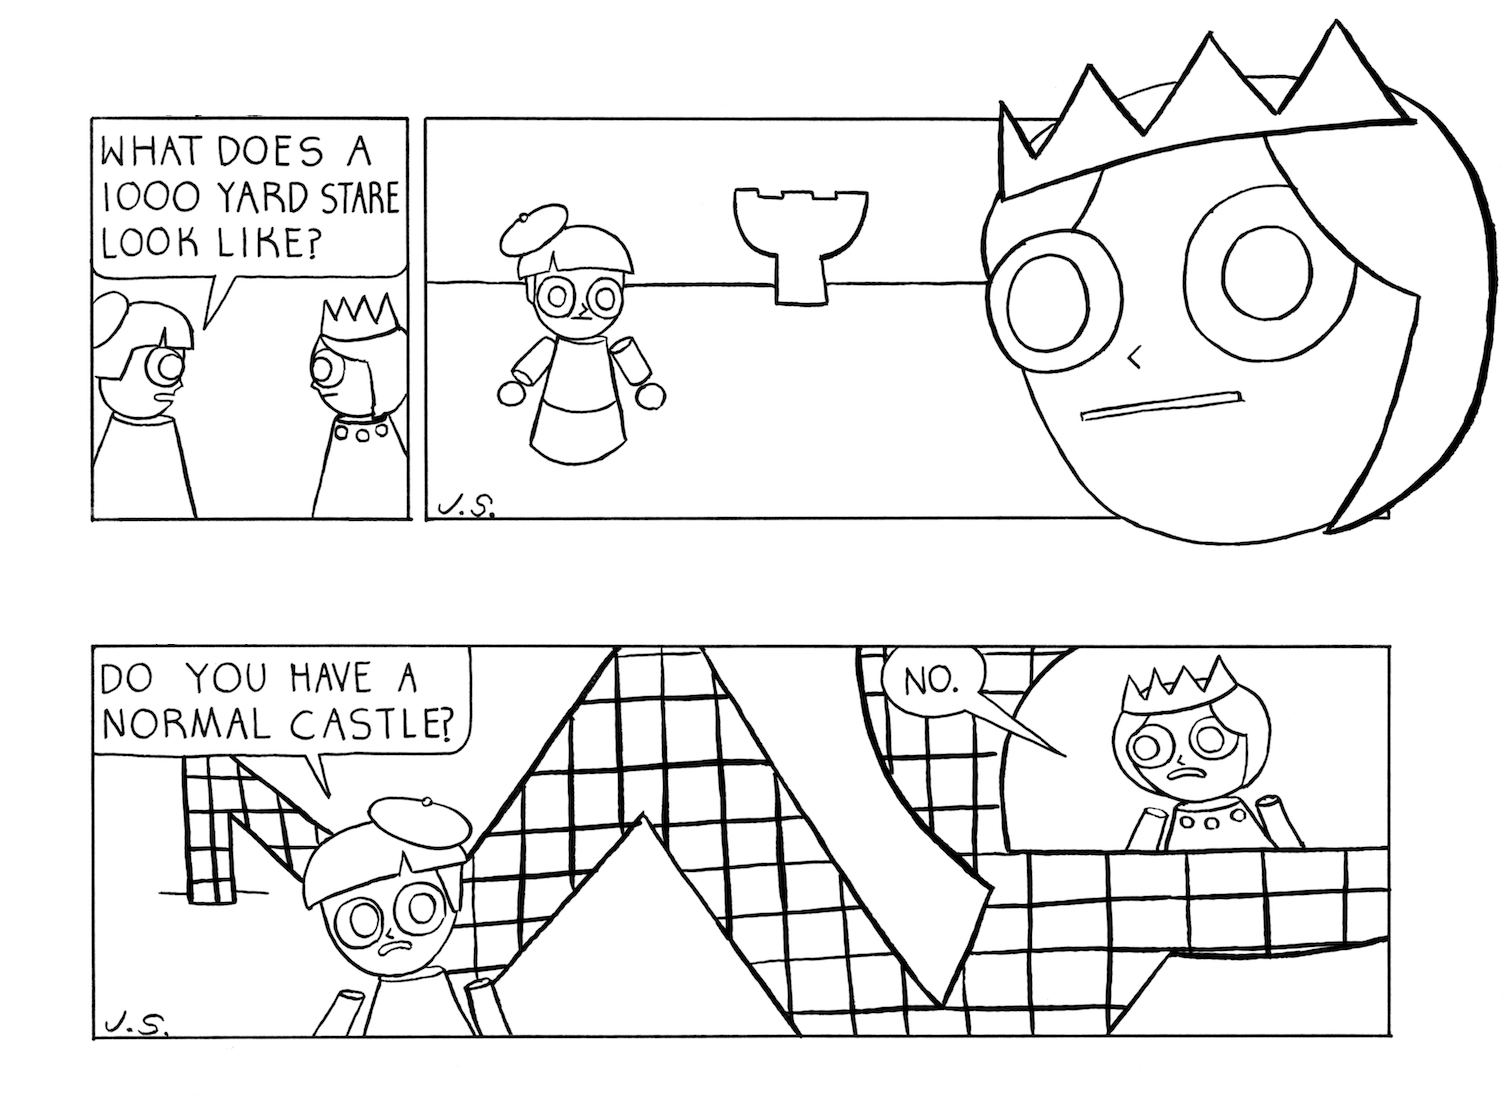 WHAT DOES A
1000 YARD STARE
LOOK LIKE?
J.S.
DO YOU HAVE A
NORMAL CASTLE?
NO.
J.S.